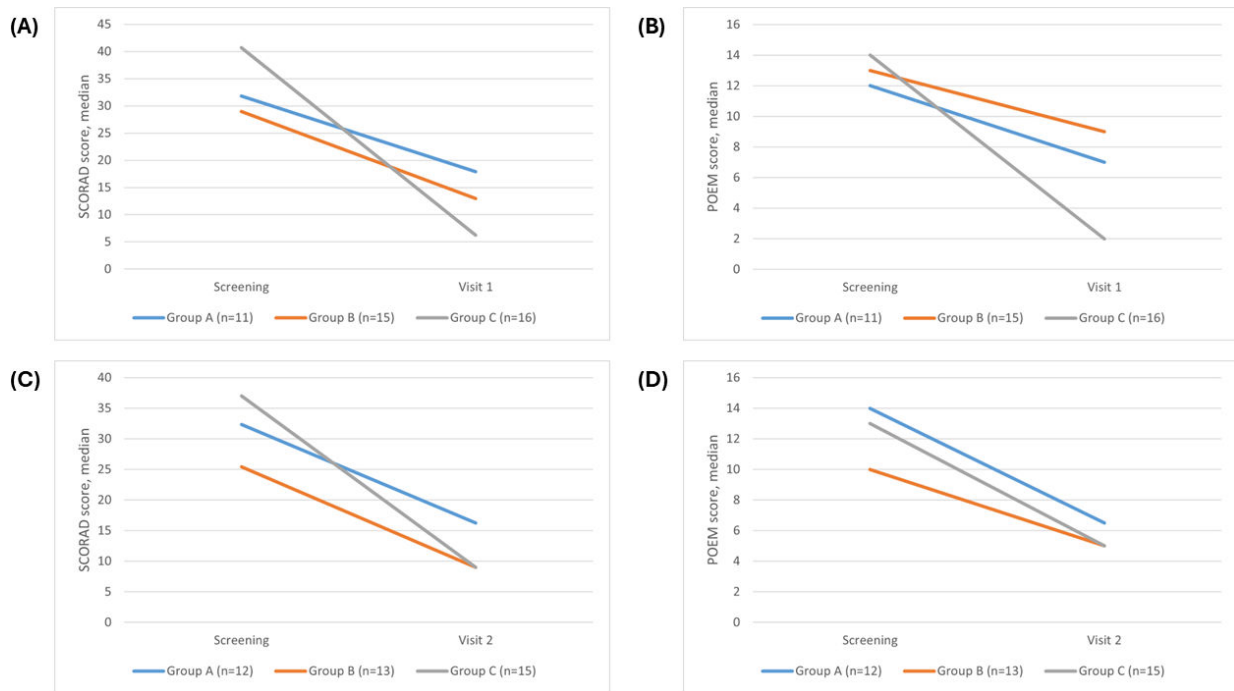 (A)
45
40
35
30
25
20
15
10
5
0
SCORAD score, median
Screening Visit 1
Group A (n=11) Group B (n=15) Group C (n=16)
(B)
16
14
12
10
8
6
4
2
0
POEM score, median
Screening Visit 1
Group A (n=11) Group B (n=15) Group C (n=16)
(C)
40
35
30
25
20
15
10
5
0
SCORAD score, median
Screening Visit 2
Group A (n=12) Group B (n=13) Group C (n=15)
(D)
16
14
12
10
8
6
4
2
0
POEM score, median
Screening Visit 2
Group A (n=12) Group B (n=13) Group C (n=15)